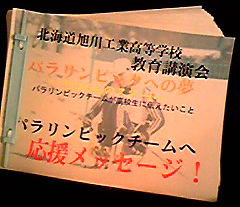 北海道旭川工業高等学校
教育講演会
パラリンピックへの夢
パラリンピックチームが高校生に伝えたいこと
パラリンピックチームへ
応援メッセージ！